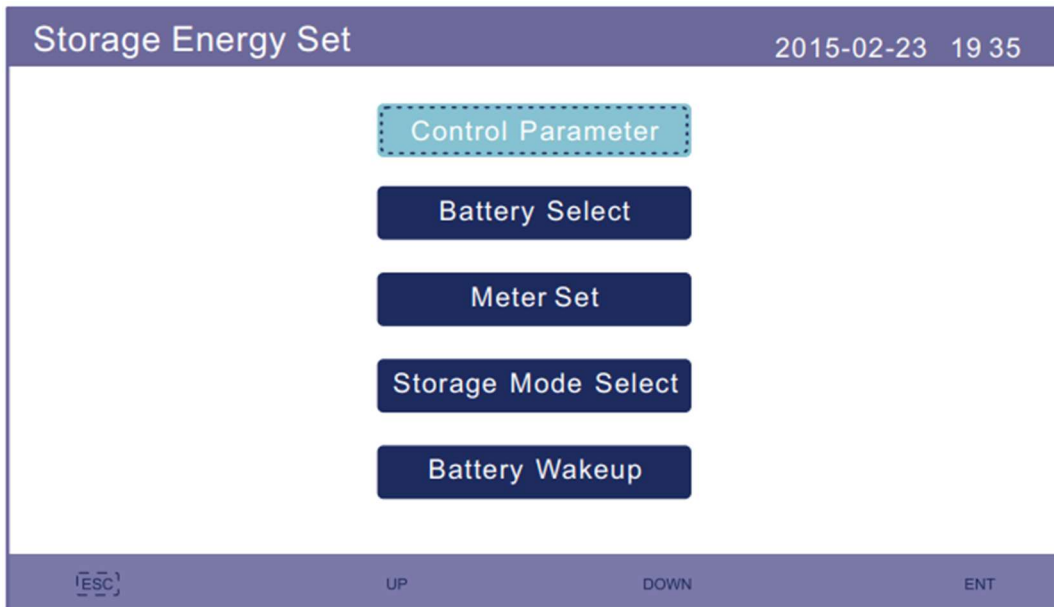 Storage Energy Set 2015-02-23 19 35
Control Parameter
Battery Select
Meter Set
Storage Mode Select
Battery Wakeup
ESC UP DOWN ENT